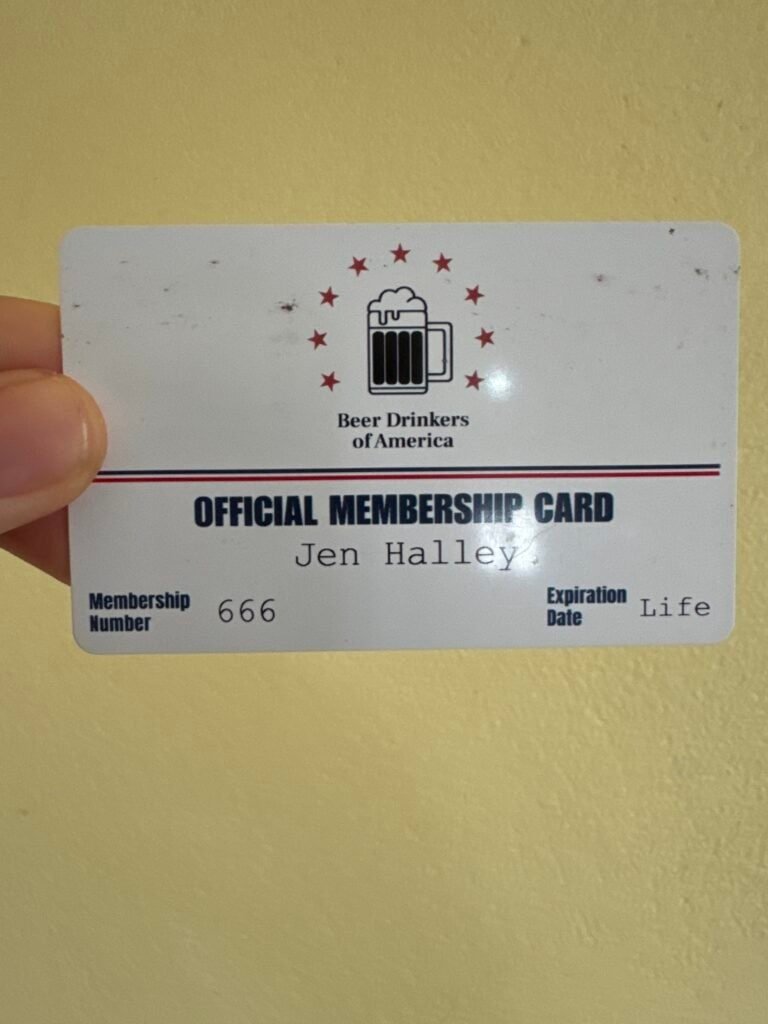 Beer Drinkers
of America
OFFICIAL MEMBERSHIP CARD
Jen Halley
Membership Number 666
Expiration Date Life